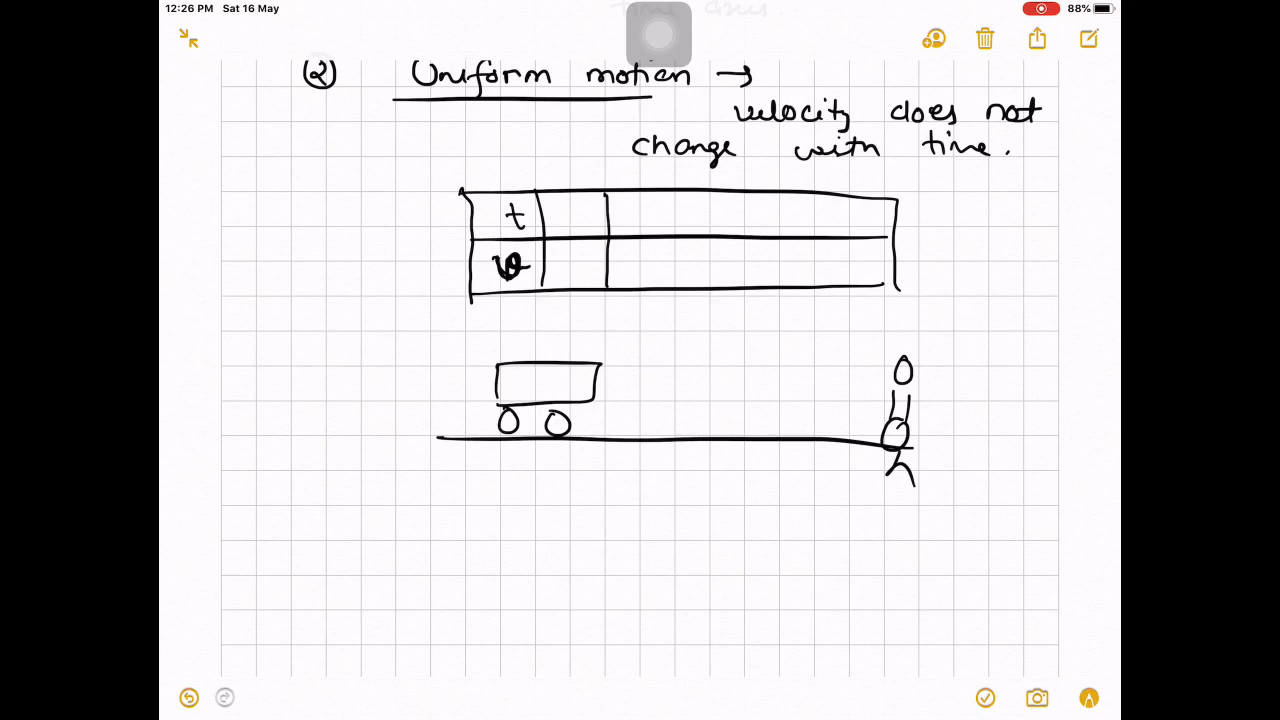 12:26 PM Sat 16 May
88%
(2) Uniform motion →
velocity does not
change with time.
t
v